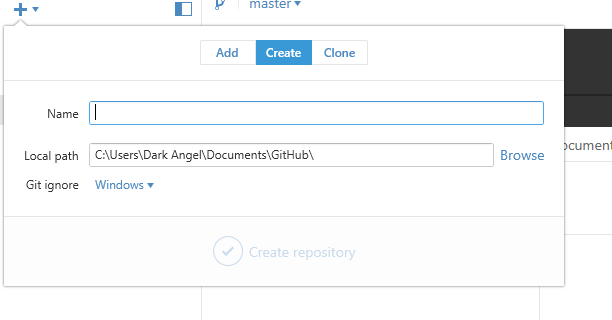 master
Add Create Clone
Name
Local path C:\Users\Dark Angel\Documents\GitHub\ Browse
ocument
Git ignore Windows
Create repository